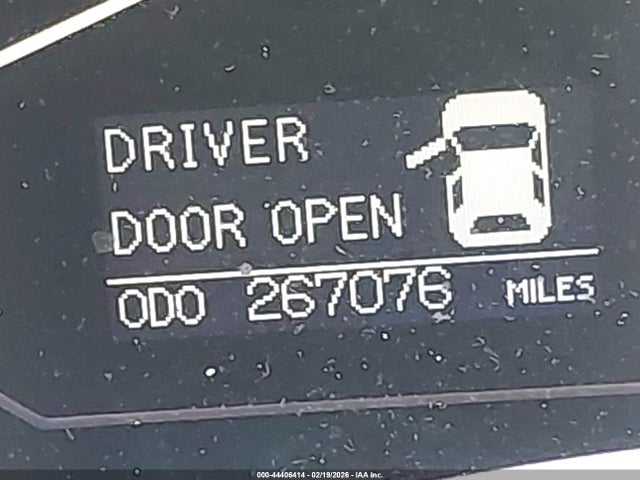 DRIVER
DOOR OPEN
ODO 267076 MILES
000-44406414 - 02/19/2026 - IAA Inc.